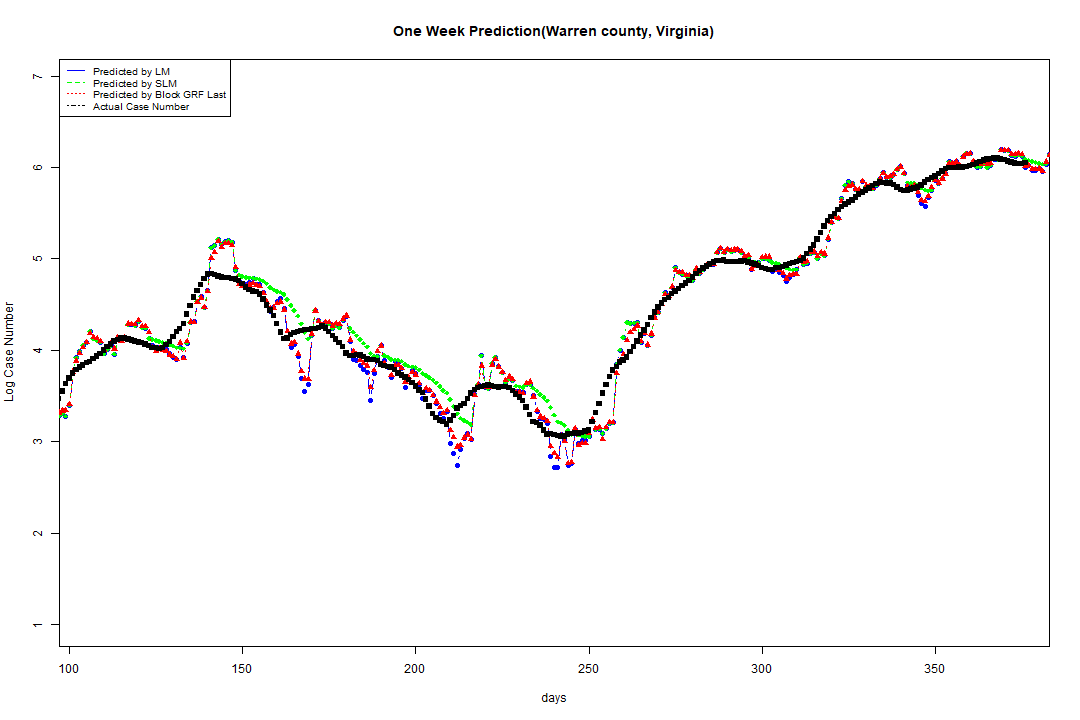 One Week Prediction(Warren county, Virginia)
Predicted by LM
Predicted by SLM
Predicted by Block GRF Last
Actual Case Number
7
6
5
4
3
2
1
Log Case Number
100 150 200 250 300 350
days